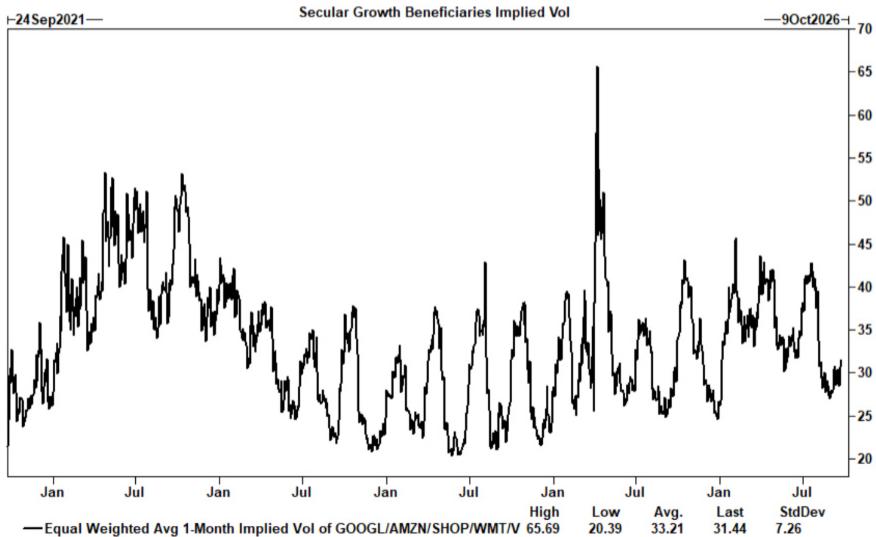 Secular Growth Beneficiaries Implied Vol
24Sep2021
9Oct2026
70
65
60
55
50
45
40
35
30
25
20
Jan Jul Jan Jul Jan Jul Jan Jul Jan Jul
High Low Avg. Last StdDev
Equal Weighted Avg 1-Month Implied Vol of GOOGL/AMZN/SHOP/WMT/V 65.69 20.39 33.21 31.44 7.26